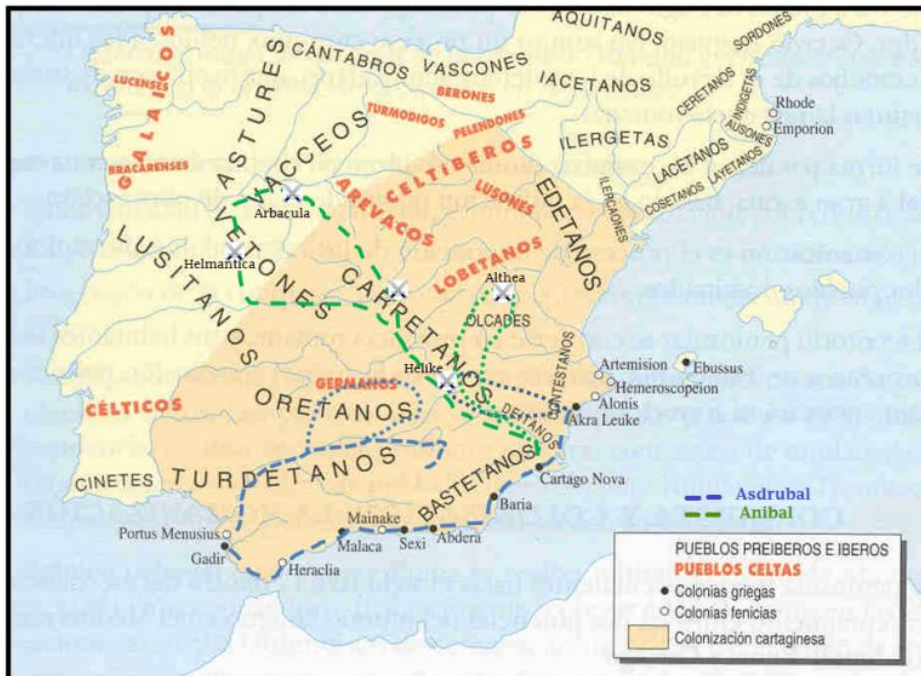 AQUITANOS
GALAICOS
LUCENSES
BRACARENSES
ASTURES
CÁNTABROS
VASCONES
IACETANOS
SORDONES
CERETANOS
INDIGETAS
AUSONES
Rhode
Emporion
BERONES
TURMODIGOS
PELENDONES
VACCEOS
ILERGETAS
LACETANOS
LAYETANOS
COSETANOS
ILERCAONES
CELTIBEROS
AREVACOS
LUSONES
EDETANOS
Arbacula
Helmantica
VETONES
LUSITANOS
CARRETANOS
LOBETANOS
Althea
OLCADES
Helike
CONTESTANOS
Artemision
Ebussus
Hemeroscopeion
Alonis
Akra Leuke
GERMANOS
ORETANOS
DEITANOS
CÉLTICOS
CINETES
TURDETANOS
BASTETANOS
Cartago Nova
Baria
Portus Menusius
Gadir
Mainake
Malaca
Sexi
Abdera
Heraclia
Asdrubal
Anibal
PUEBLOS PREIBEROS E IBEROS
PUEBLOS CELTAS
Colonias griegas
Colonias fenicias
Colonización cartaginesa